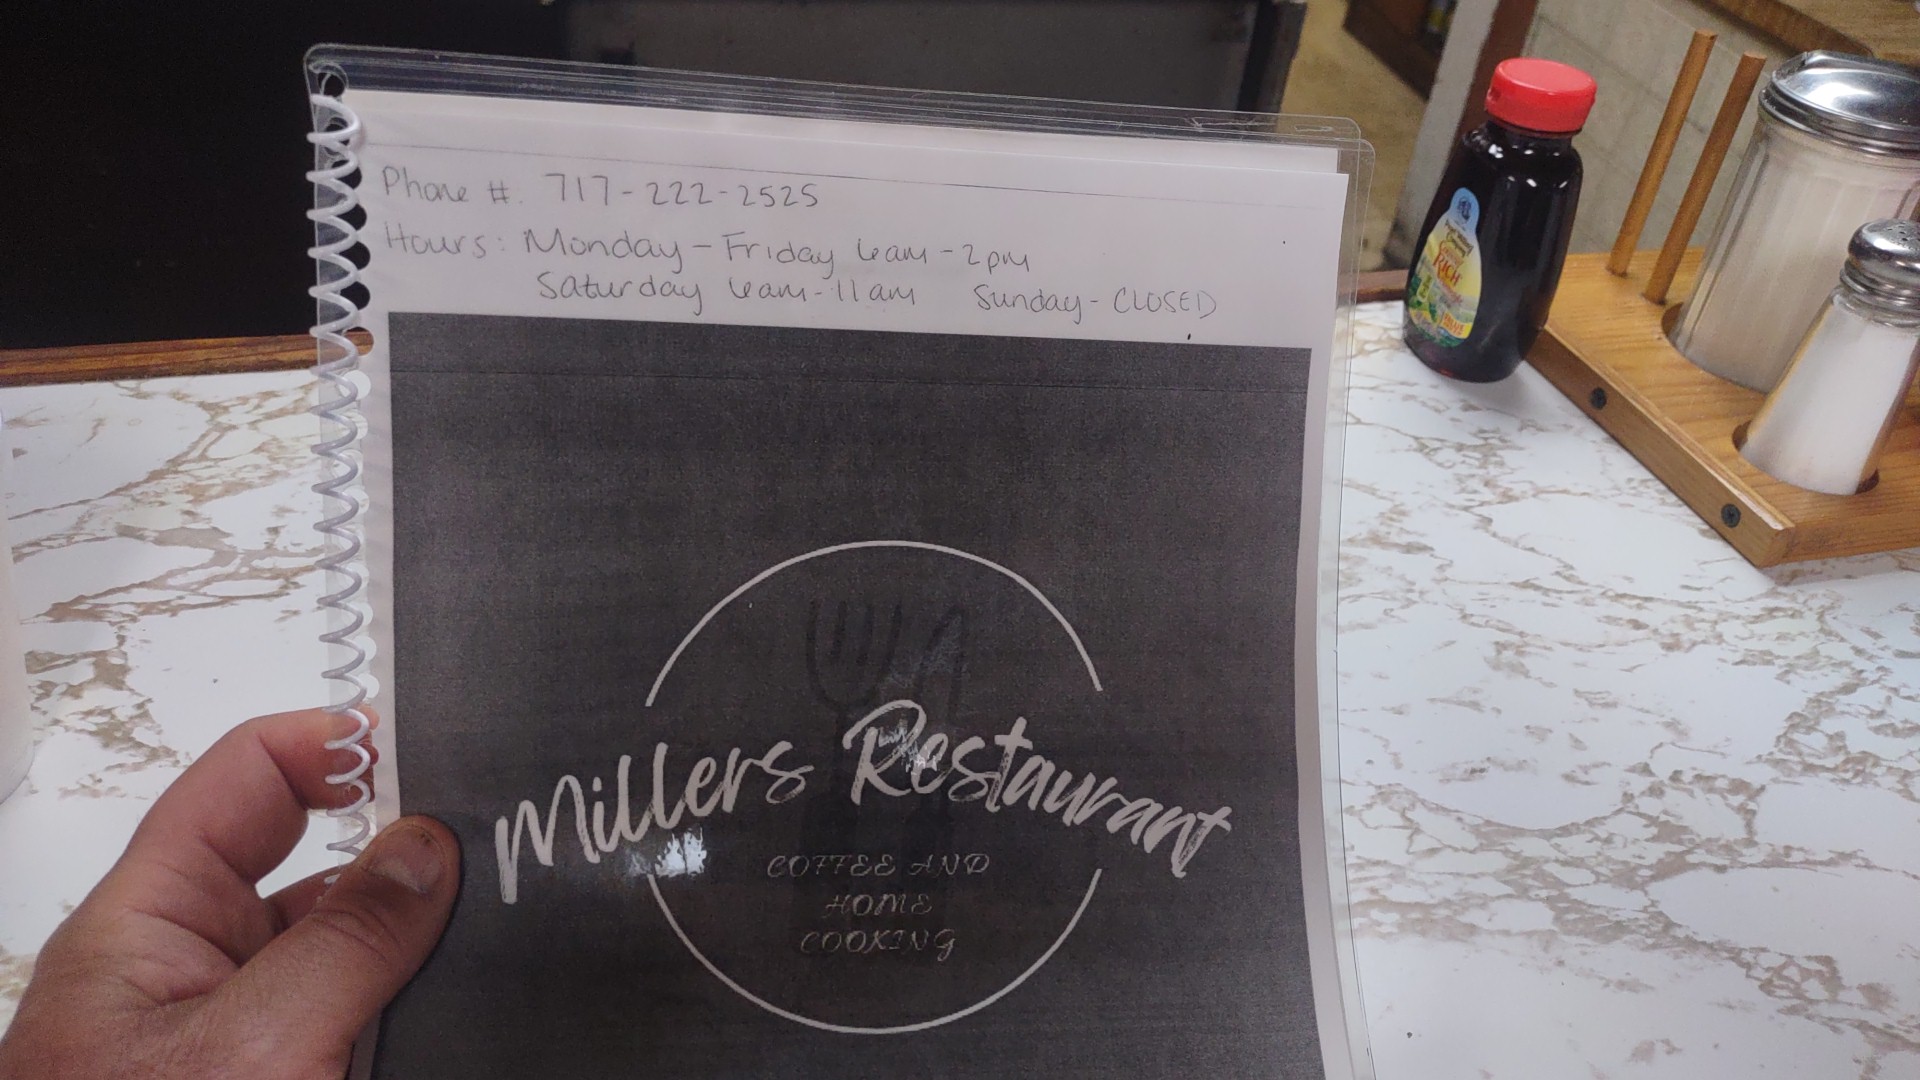 Phone #. 717-222-2525
Hours: Monday - Friday 6am - 2pm
Saturday 6am - 11am Sunday - CLOSED
Millers Restaurant
COFFEE AND
HOME
COOKING
RICH